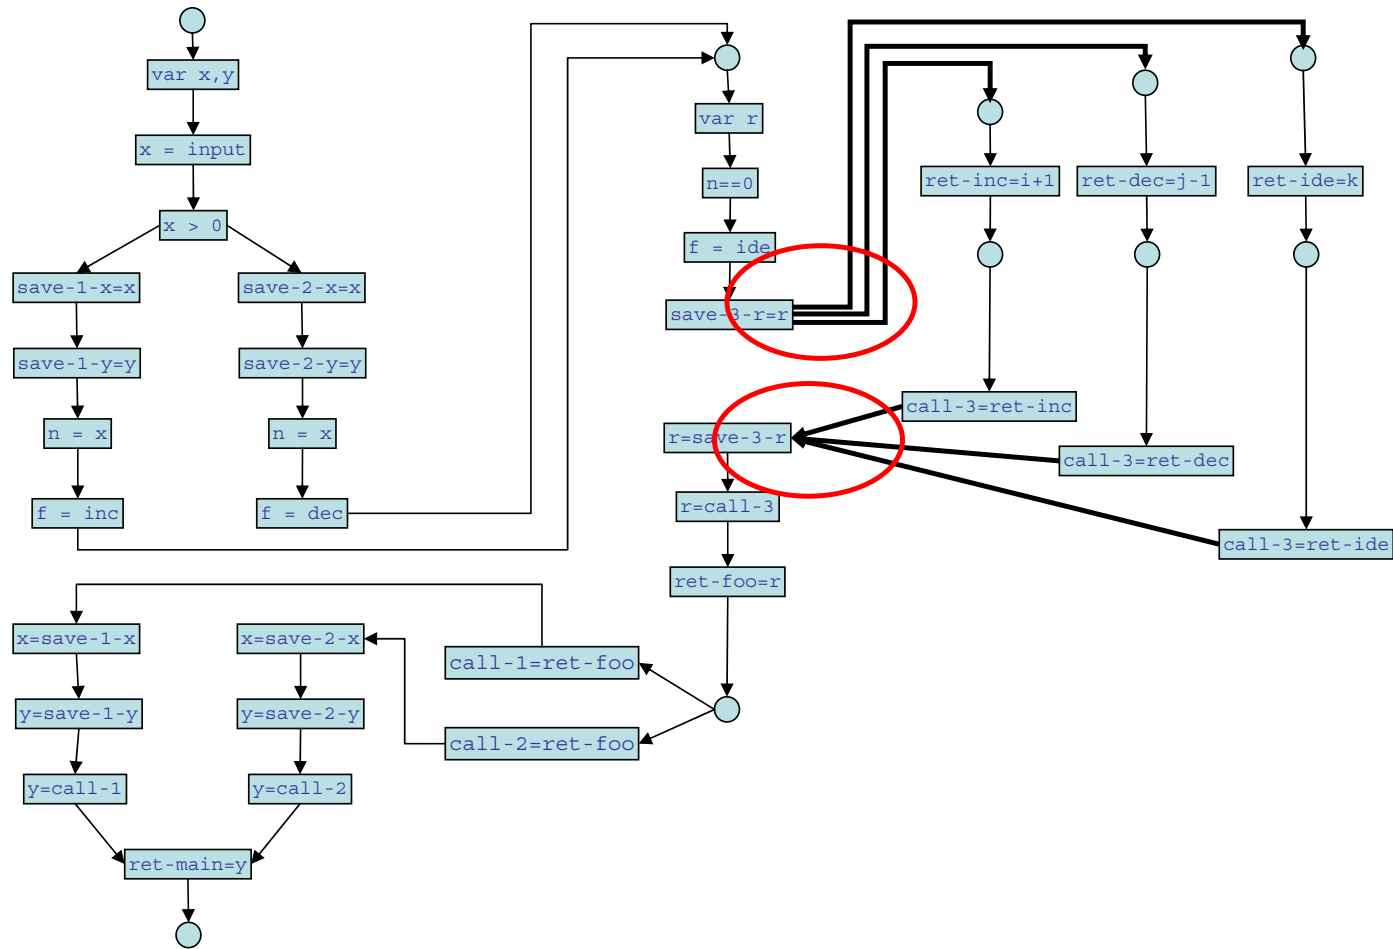 var x,y
x = input
x > 0
save-1-x=x
save-2-x=x
save-1-y=y
save-2-y=y
n = x
n = x
f = inc
f = dec
var r
n==0
f = ide
save-3-r=r
ret-inc=i+1
ret-dec=j-1
ret-ide=k
call-3=ret-inc
call-3=ret-dec
call-3=ret-ide
r=save-3-r
r=call-3
ret-foo=r
call-1=ret-foo
call-2=ret-foo
x=save-1-x
x=save-2-x
y=save-1-y
y=save-2-y
y=call-1
y=call-2
ret-main=y